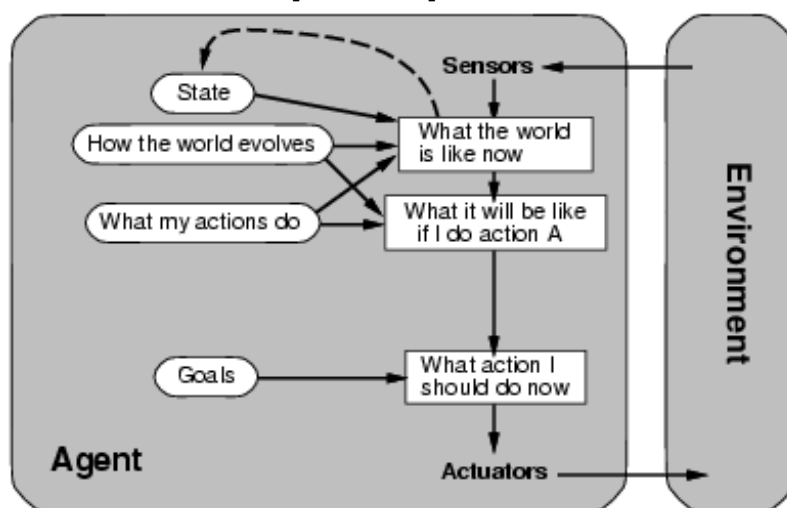 Sensors
State
What the world
is like now
How the world evolves
What it will be like
if I do action A
What my actions do
Environment
What action I
should do now
Goals
Agent
Actuators